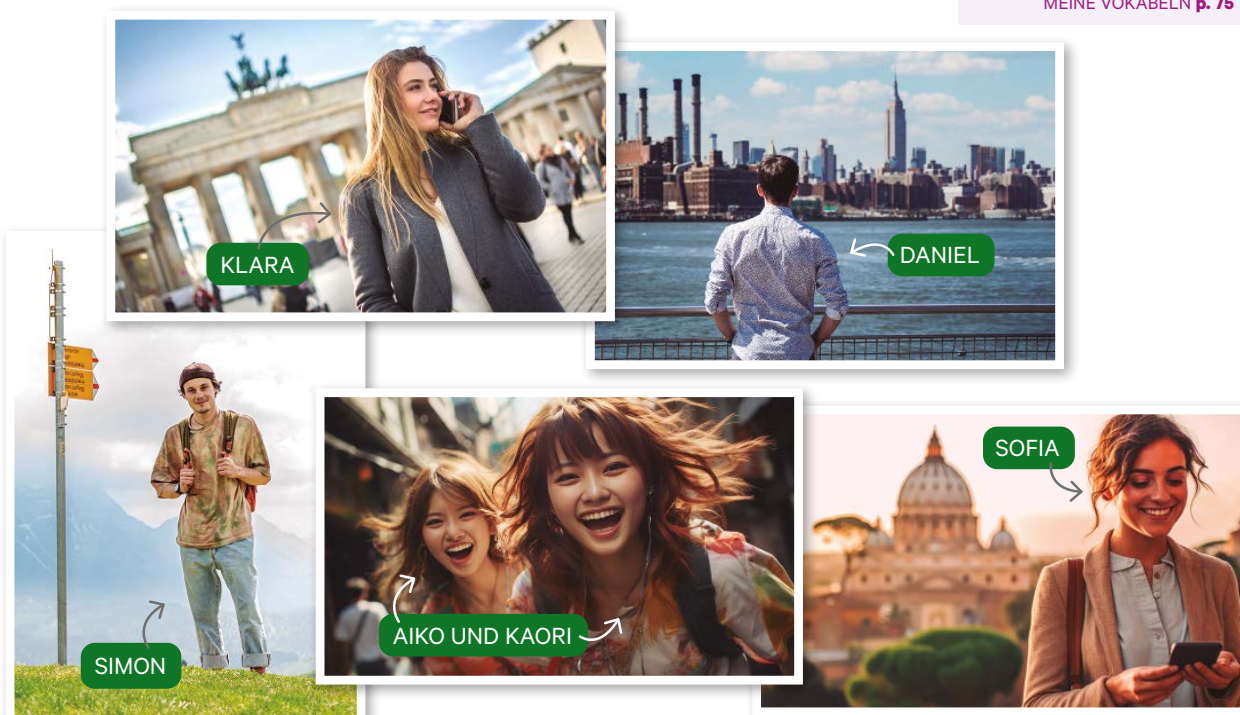 MEINE VOKABELN p. 75
KLARA
DANIEL
SOFIA
AIKO UND KAORI
SIMON